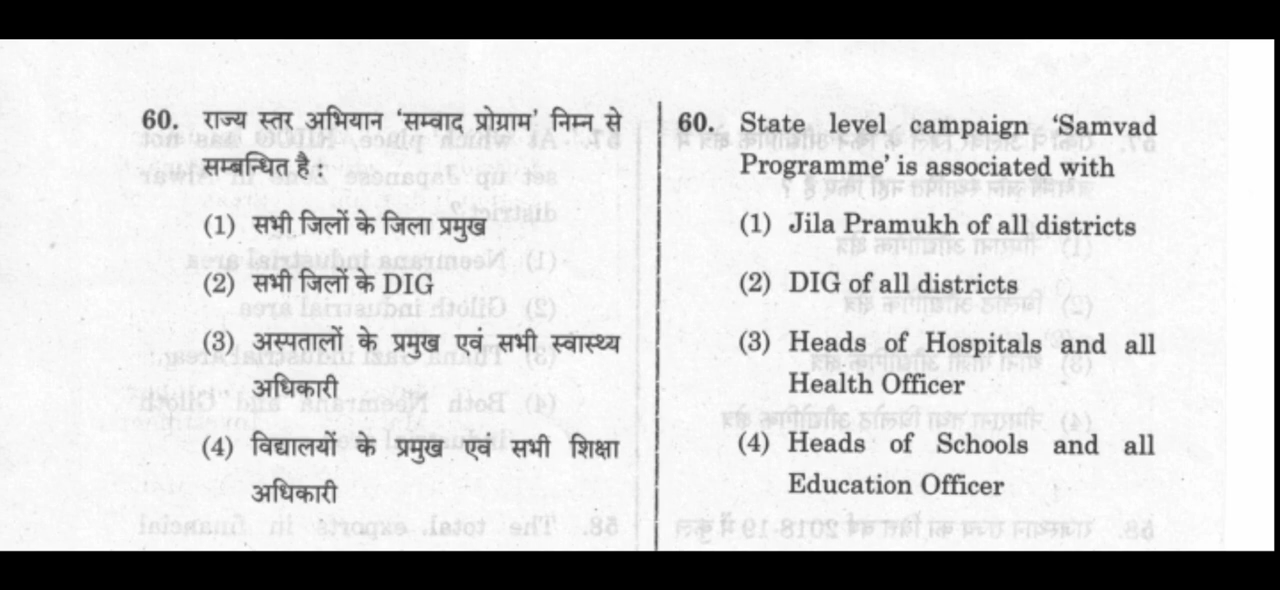 60. राज्य स्तर अभियान ‘सम्वाद प्रोग्राम’ निम्न से
सम्बन्धित है :
(1) सभी जिलों के जिला प्रमुख
(2) सभी जिलों के DIG
(3) अस्पतालों के प्रमुख एवं सभी स्वास्थ्य
अधिकारी
(4) विद्यालयों के प्रमुख एवं सभी शिक्षा
अधिकारी
60. State level campaign ‘Samvad
Programme’ is associated with
(1) Jila Pramukh of all districts
(2) DIG of all districts
(3) Heads of Hospitals and all
Health Officer
(4) Heads of Schools and all
Education Officer